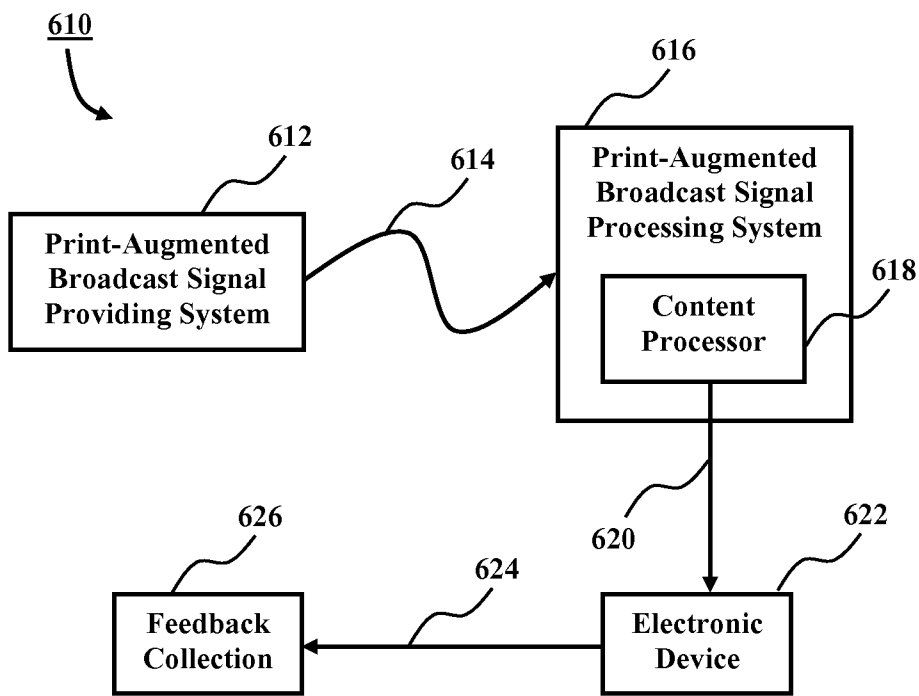 610
612
Print-Augmented
Broadcast Signal
Providing System
614
616
Print-Augmented
Broadcast Signal
Processing System
618
Content
Processor
620
622
Electronic
Device
624
626
Feedback
Collection